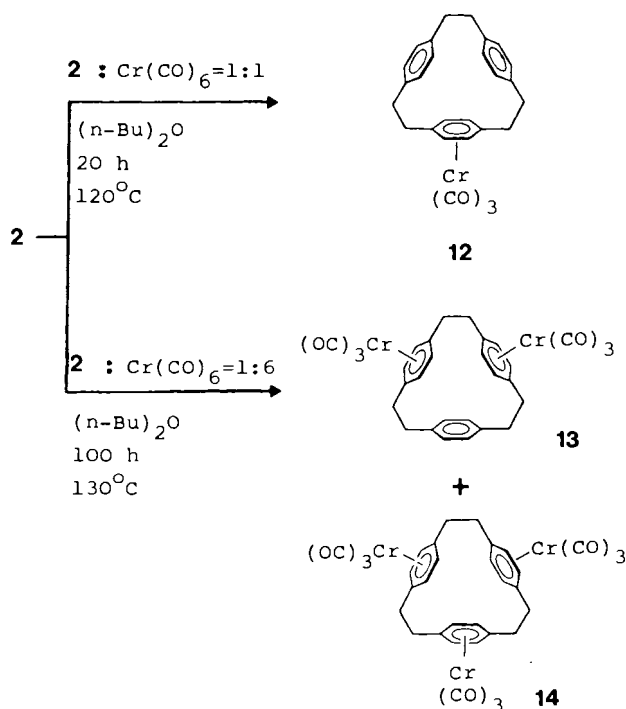 2 : Cr(CO)6=1:1
(n-Bu)2O
20 h
120°C
Cr
(CO)3
12
2
2 : Cr(CO)6=1:6
(n-Bu)2O
100 h
130°C
(OC)3Cr
Cr(CO)3
13
+
(OC)3Cr
Cr(CO)3
Cr
(CO)3
14